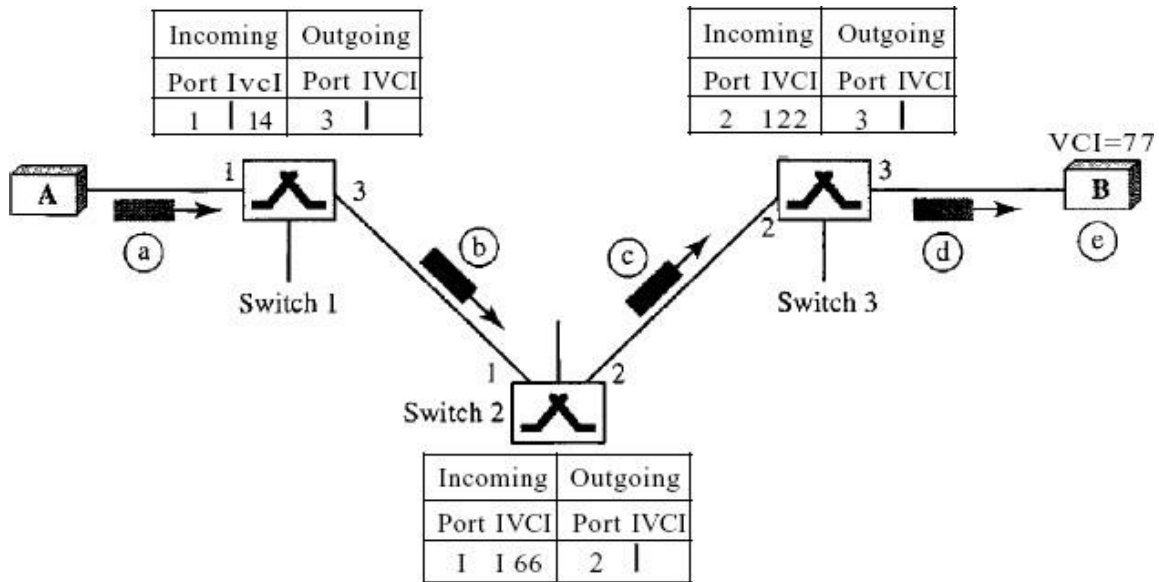 Incoming Outgoing
Port IvcI Port IVCI
1 | 14 3 |
Incoming Outgoing
Port IVCI Port IVCI
2 122 3 |
VCI=77
A
1
3
a
Switch 1
b
c
2
3
Switch 3
d
B
e
1
2
Switch 2
Incoming Outgoing
Port IVCI Port IVCI
I I 66 2 |